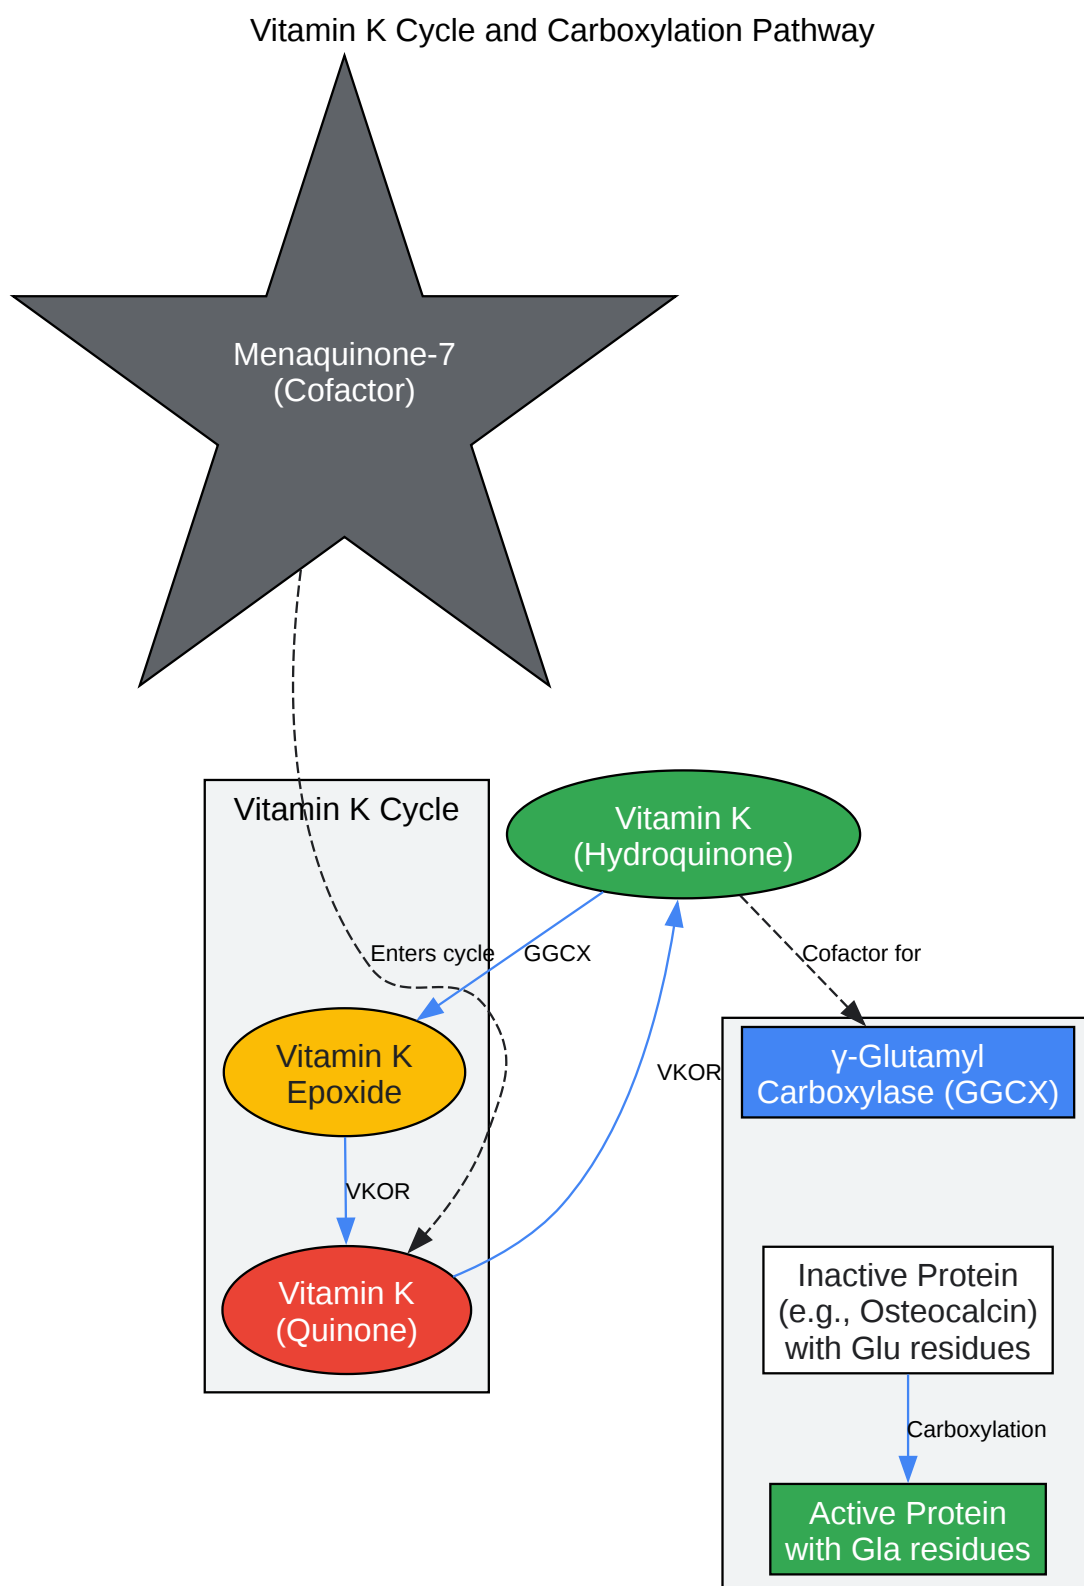 Vitamin K Cycle and Carboxylation Pathway
Menaquinone-7
(Cofactor)
Vitamin K Cycle
Vitamin K
(Hydroquinone)
Enters cycle
GGCX
Cofactor for
Vitamin K
Epoxide
VKOR
γ-Glutamyl
Carboxylase (GGCX)
VKOR
Vitamin K
(Quinone)
Inactive Protein
(e.g., Osteocalcin)
with Glu residues
Carboxylation
Active Protein
with Gla residues